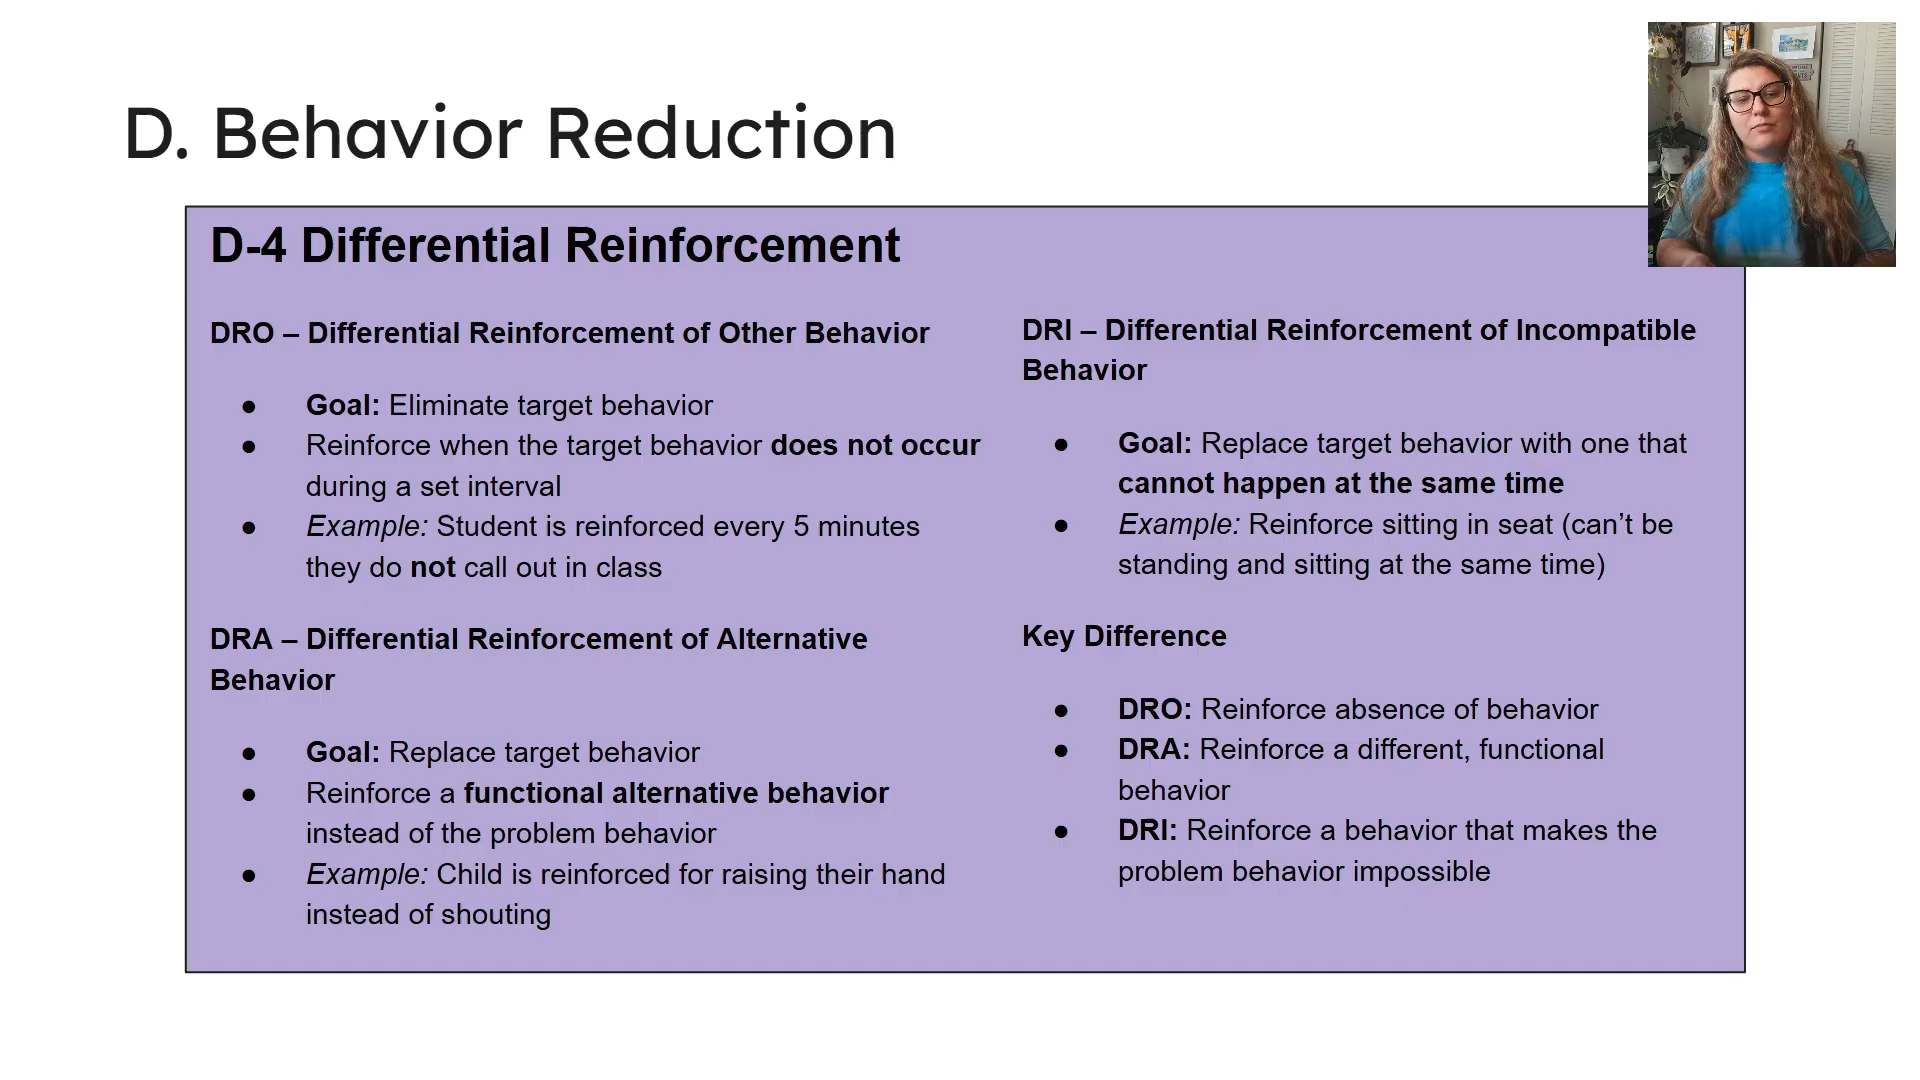 D. Behavior Reduction
D-4 Differential Reinforcement
DRO – Differential Reinforcement of Other Behavior
● Goal: Eliminate target behavior
● Reinforce when the target behavior does not occur
during a set interval
● Example: Student is reinforced every 5 minutes
they do not call out in class
DRA – Differential Reinforcement of Alternative
Behavior
● Goal: Replace target behavior
● Reinforce a functional alternative behavior
instead of the problem behavior
● Example: Child is reinforced for raising their hand
instead of shouting
DRI – Differential Reinforcement of Incompatible
Behavior
● Goal: Replace target behavior with one that
cannot happen at the same time
● Example: Reinforce sitting in seat (can’t be
standing and sitting at the same time)
Key Difference
● DRO: Reinforce absence of behavior
● DRA: Reinforce a different, functional
behavior
● DRI: Reinforce a behavior that makes the
problem behavior impossible